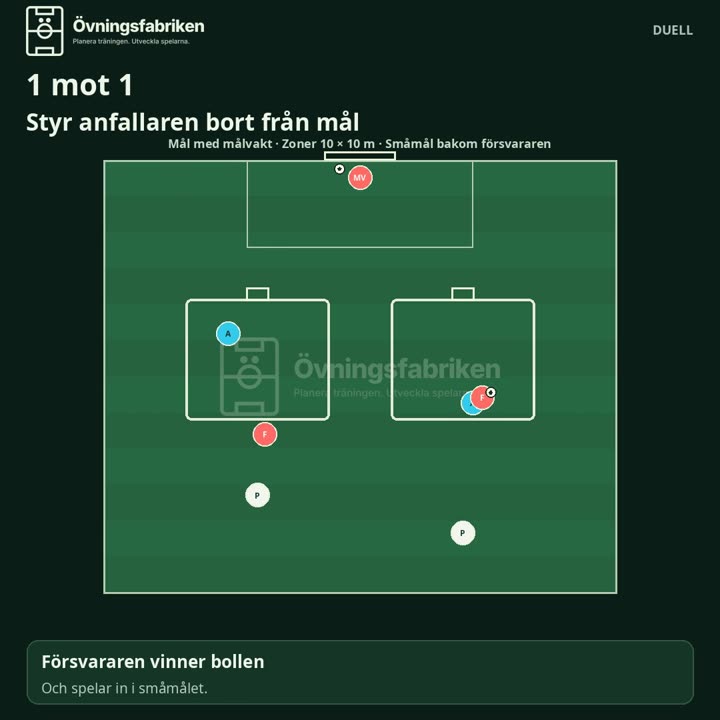 Övningsfabriken
Planera träningen. Utveckla spelarna.
DUELL
1 mot 1
Styr anfallaren bort från mål
Mål med målvakt · Zoner 10 × 10 m · Småmål bakom försvararen
MV
A
Övningsfabriken
Planera träningen. Utveckla spelarna.
F
F
P
P
Försvararen vinner bollen
Och spelar in i småmålet.